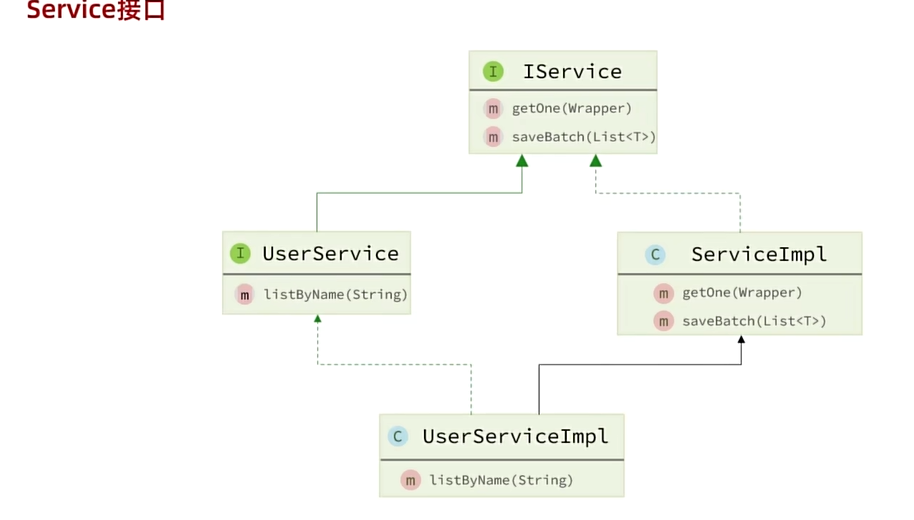 Service接口
I IService
m getOne(Wrapper)
m saveBatch(List<T>)
I UserService
m listByName(String)
C ServiceImpl
m getOne(Wrapper)
m saveBatch(List<T>)
C UserServiceImpl
m listByName(String)